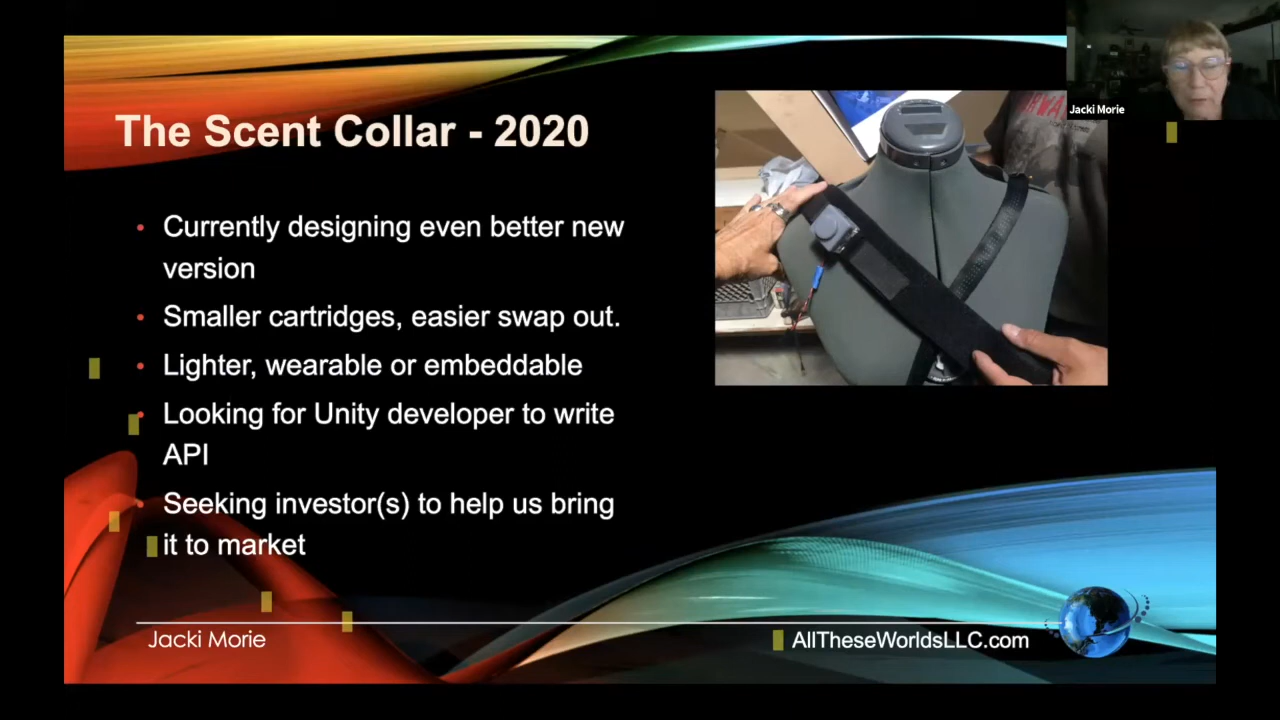 Jacki Morie
The Scent Collar - 2020
• Currently designing even better new
version
• Smaller cartridges, easier swap out.
• Lighter, wearable or embeddable
• Looking for Unity developer to write
API
• Seeking investor(s) to help us bring
it to market
Jacki Morie
AllTheseWorldsLLC.com